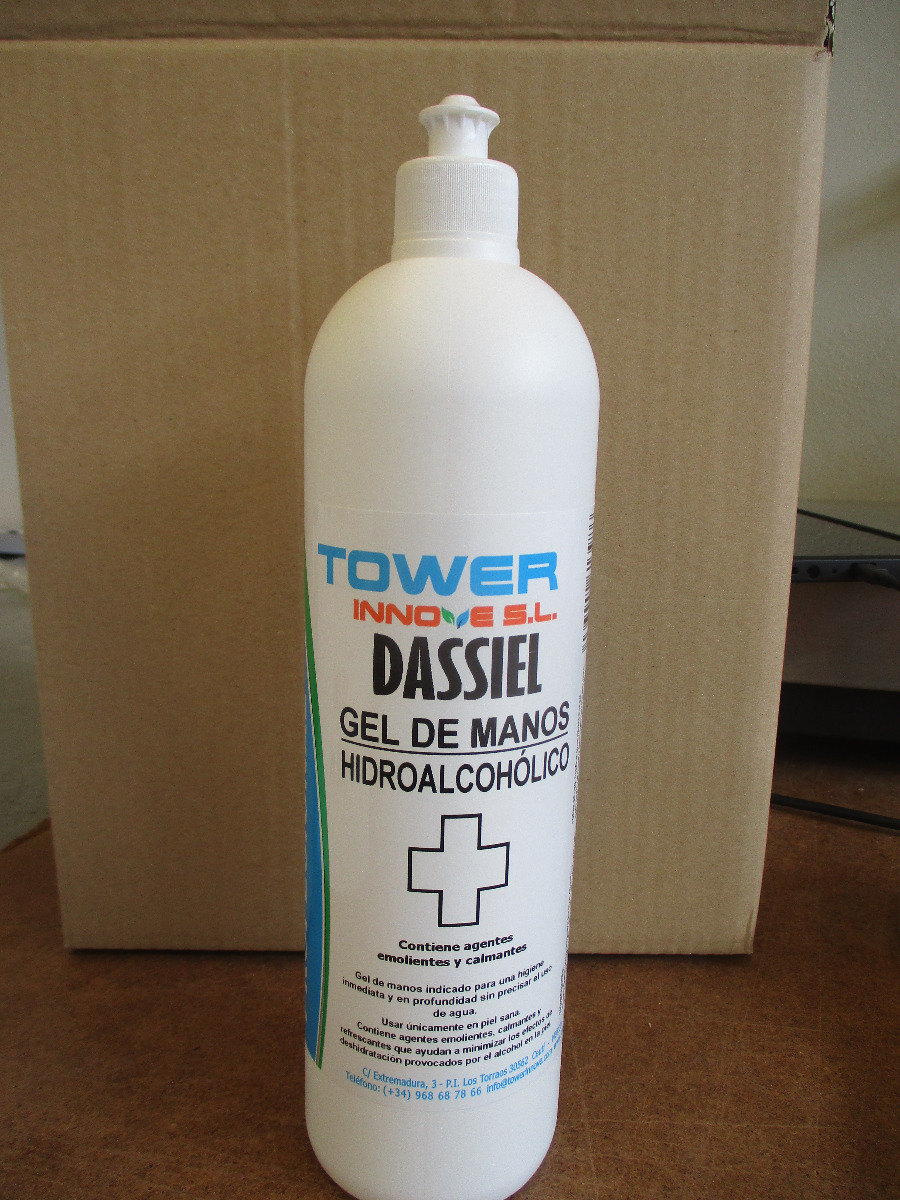 TOWER
INNOVE S.L.
DASSIEL
GEL DE MANOS
HIDROALCOHÓLICO
Contiene agentes
emolientes y calmantes
Gel de manos indicado para una higiene
inmediata y en profundidad sin precisar el uso
de agua.
Usar únicamente en piel sana.
Contiene agentes emolientes, calmantes y
refrescantes que ayudan a minimizar los efectos de
deshidratación provocados por el alcohol en la piel.
C/ Extremadura, 3 - P.I. Los Torraos 30562
Teléfono: (+34) 968 68 78 66